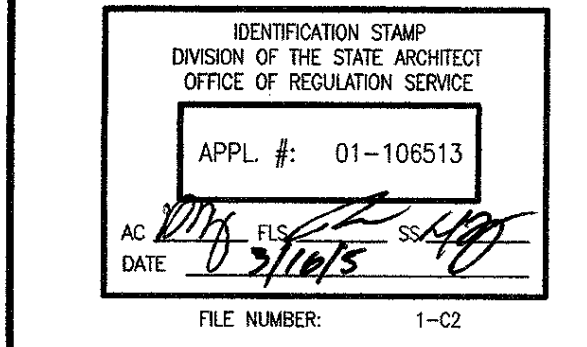 IDENTIFICATION STAMP
DIVISION OF THE STATE ARCHITECT
OFFICE OF REGULATION SERVICE
APPL. #: 01-106513
AC FLS SS
DATE 3/16/5
FILE NUMBER: 1-C2